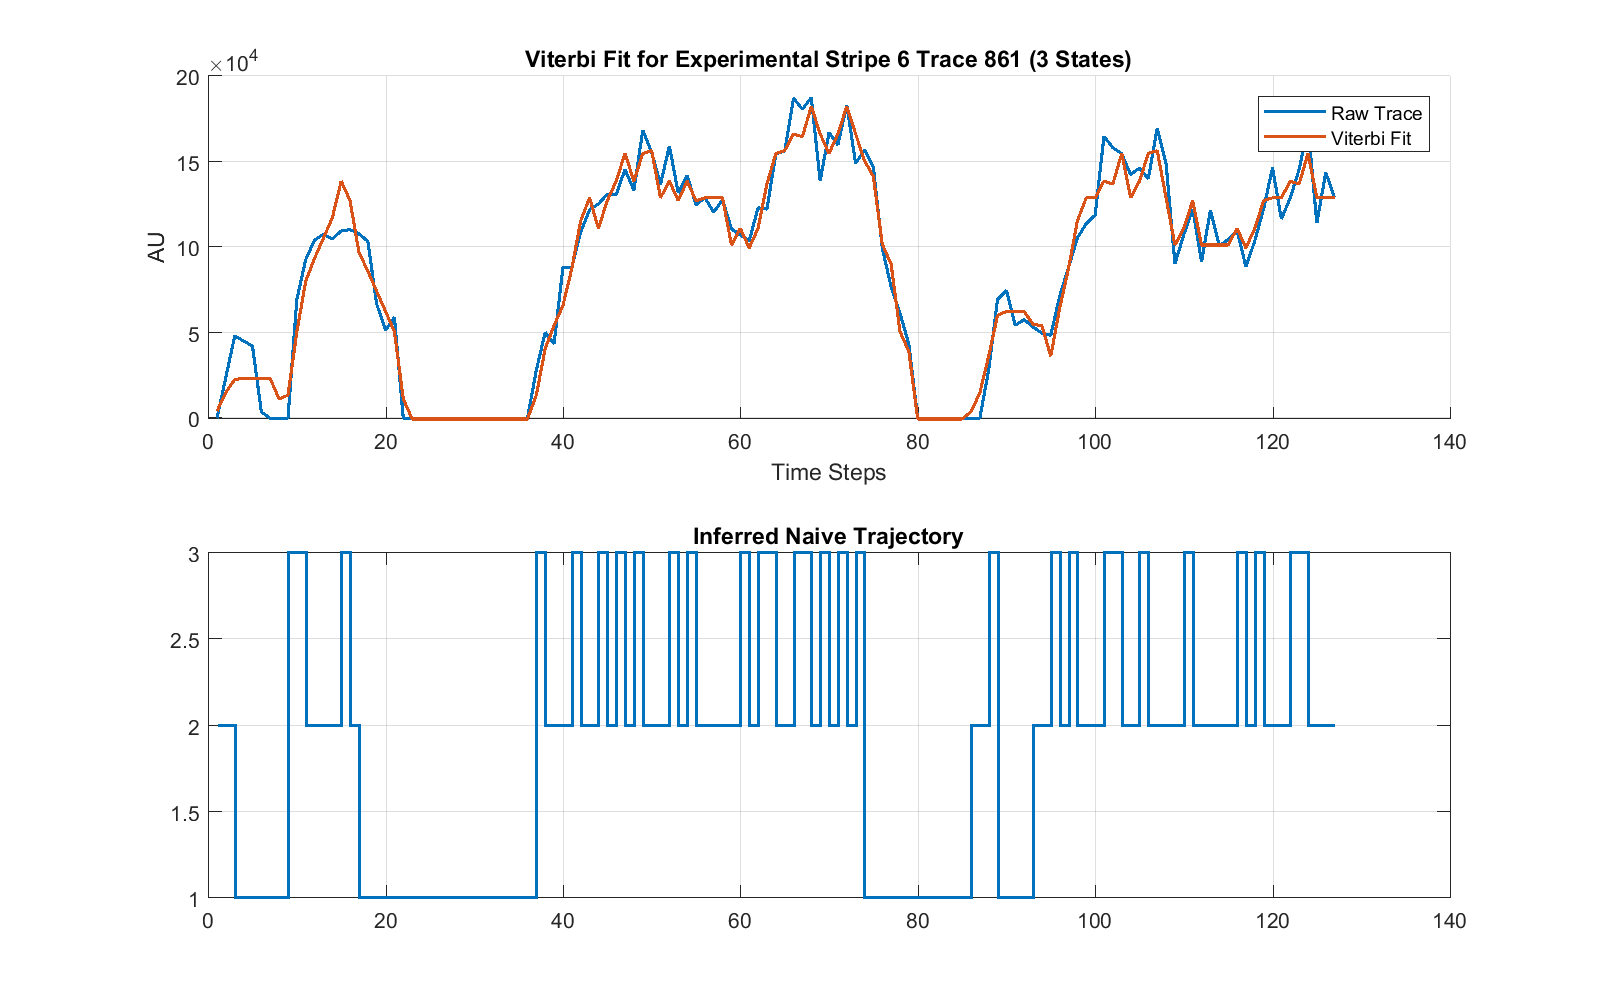 Viterbi Fit for Experimental Stripe 6 Trace 861 (3 States)
×10⁴
20
15
10
5
0
AU
Raw Trace
Viterbi Fit
0 20 40 60 80 100 120 140
Time Steps
Inferred Naive Trajectory
3
2.5
2
1.5
1
0 20 40 60 80 100 120 140